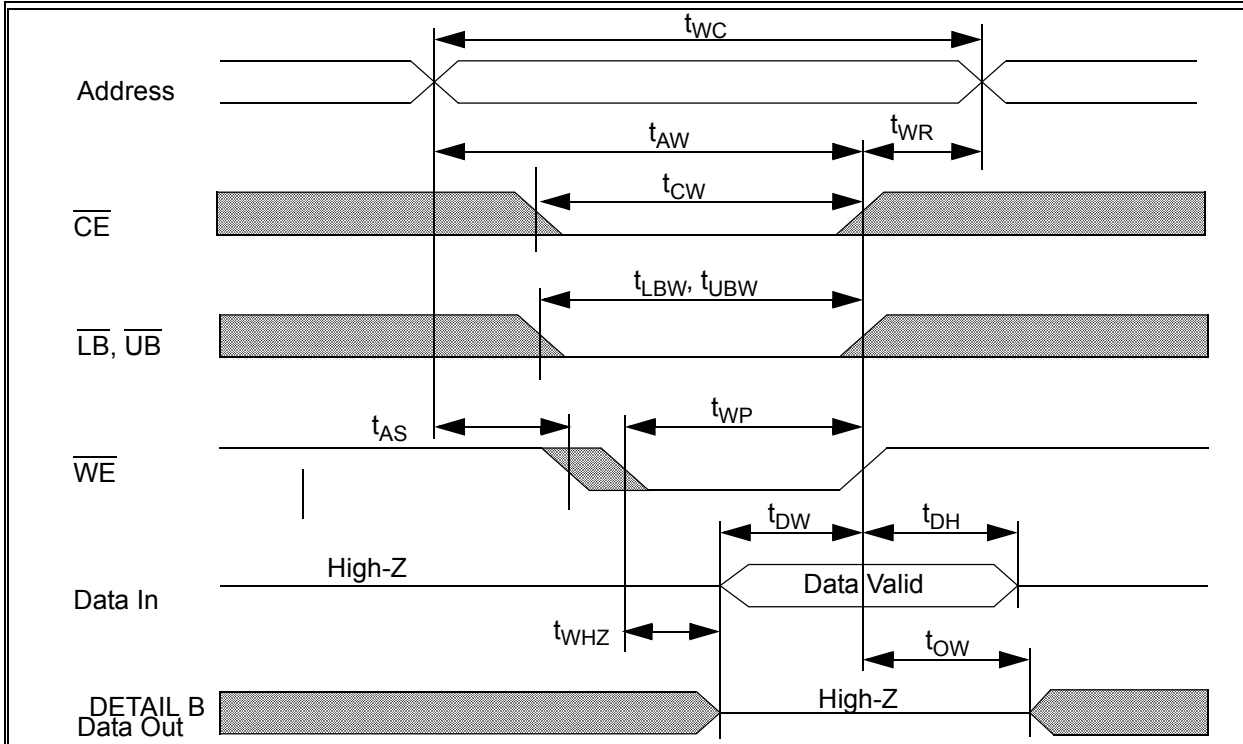 tWC
Address
tAW
tWR
tCW
CE
tLBW, tUBW
LB, UB
tAS
tWP
WE
tDW
tDH
High-Z
Data Valid
Data In
tWHZ
tOW
DETAIL B
High-Z
Data Out